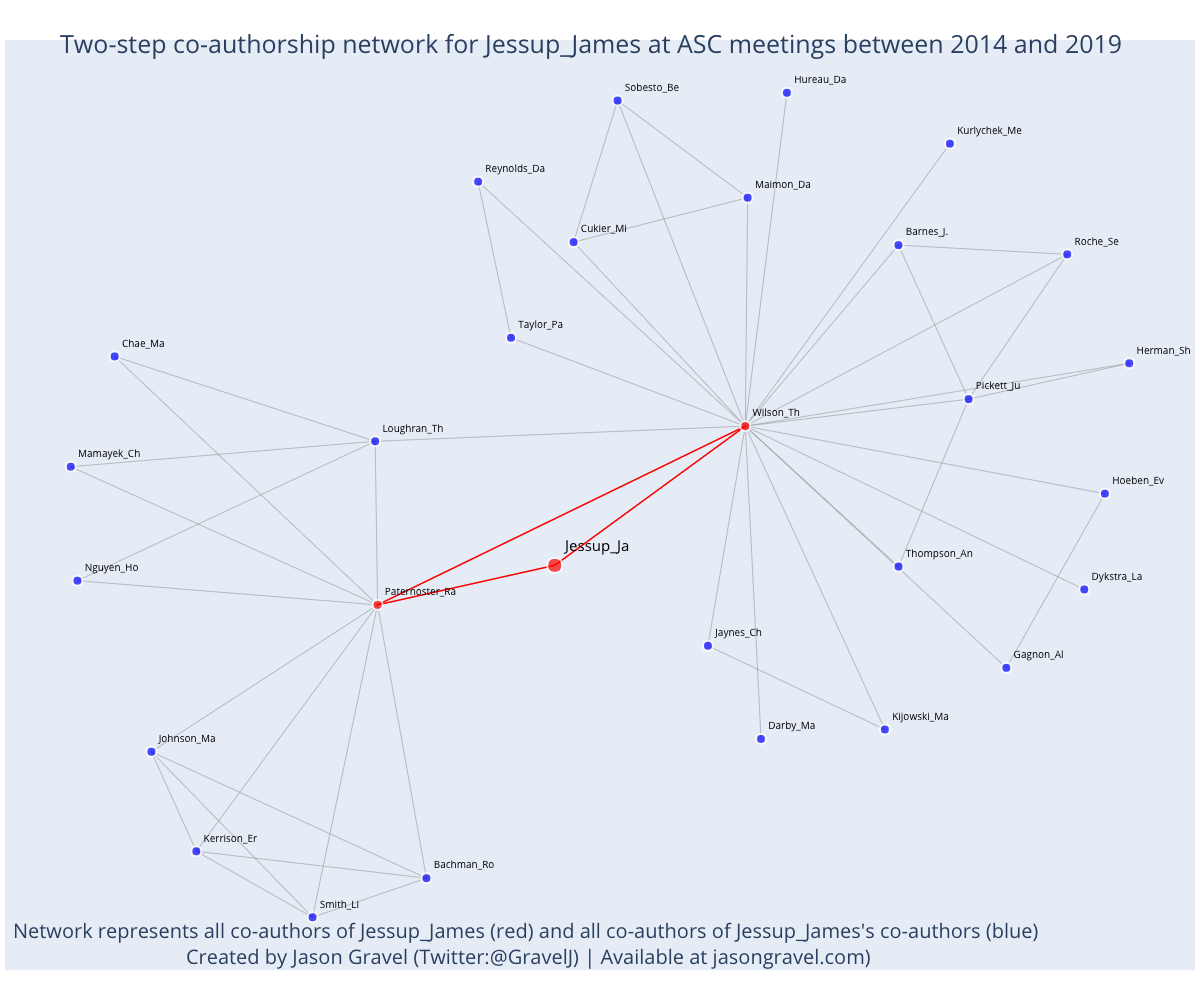 Two-step co-authorship network for Jessup_James at ASC meetings between 2014 and 2019
Hureau_Da
Sobesto_Be
Kurlychek_Me
Reynolds_Da
Maimon_Da
Cukier_Mi
Barnes_J.
Roche_Se
Taylor_Pa
Chae_Ma
Herman_Sh
Pickett_Ju
Wilson_Th
Loughran_Th
Mamayek_Ch
Hoeben_Ev
Jessup_Ja
Thompson_An
Nguyen_Ho
Dykstra_La
Paternoster_Ra
Jaynes_Ch
Gagnon_Al
Kijowski_Ma
Darby_Ma
Johnson_Ma
Kerrison_Er
Bachman_Ro
Smith_Li
Network represents all co-authors of Jessup_James (red) and all co-authors of Jessup_James's co-authors (blue)
Created by Jason Gravel (Twitter:@GravelJ) | Available at jasongravel.com)